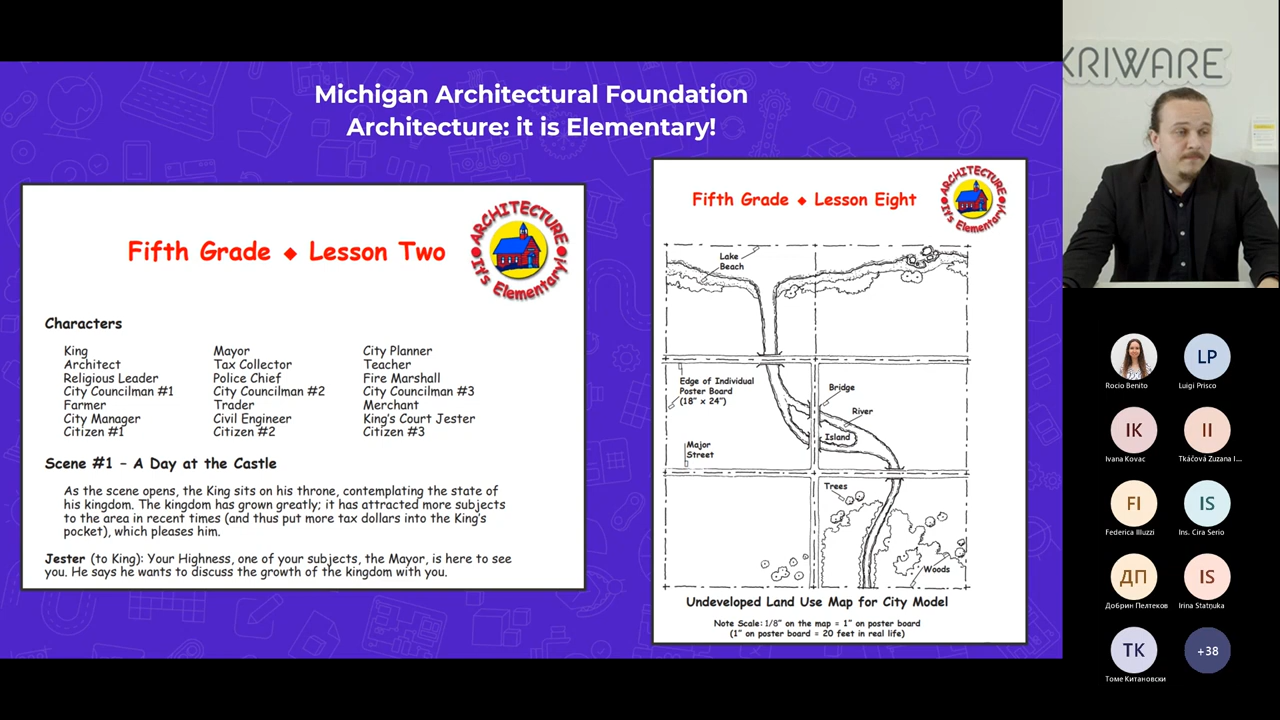 Michigan Architectural Foundation
Architecture: it is Elementary!
Fifth Grade ◆ Lesson Two
ARCHITECTURE
It's Elementary!
Characters
King
Mayor
City Planner
Architect
Tax Collector
Teacher
Religious Leader
Police Chief
Fire Marshall
City Councilman #1
City Councilman #2
City Councilman #3
Farmer
Trader
Merchant
City Manager
Civil Engineer
King's Court Jester
Citizen #1
Citizen #2
Citizen #3
Scene #1 – A Day at the Castle
As the scene opens, the King sits on his throne, contemplating the state of
his kingdom. The kingdom has grown greatly; it has attracted more subjects
to the area in recent times (and thus put more tax dollars into the King's
pocket), which pleases him.
Jester (to King): Your Highness, one of your subjects, the Mayor, is here to see
you. He says he wants to discuss the growth of the kingdom with you.
Fifth Grade ◆ Lesson Eight
ARCHITECTURE
It's Elementary!
Lake
Beach
Edge of Individual
Poster Board
(18" x 24")
Bridge
River
Island
Major
Street
Trees
Woods
Undeveloped Land Use Map for City Model
Note Scale: 1/8" on the map = 1" on poster board
(1" on poster board = 20 feet in real life)
KRIWARE
Rocio Benito
LP
Luigi Prisco
IK
Ivana Kovac
II
Tkáčová Zuzana I...
FI
Federica Illuzzi
IS
Ins. Cira Serio
ДП
Добрин Пелтеков
IS
Irina Statņuka
ТК
Томе Китановски
+38